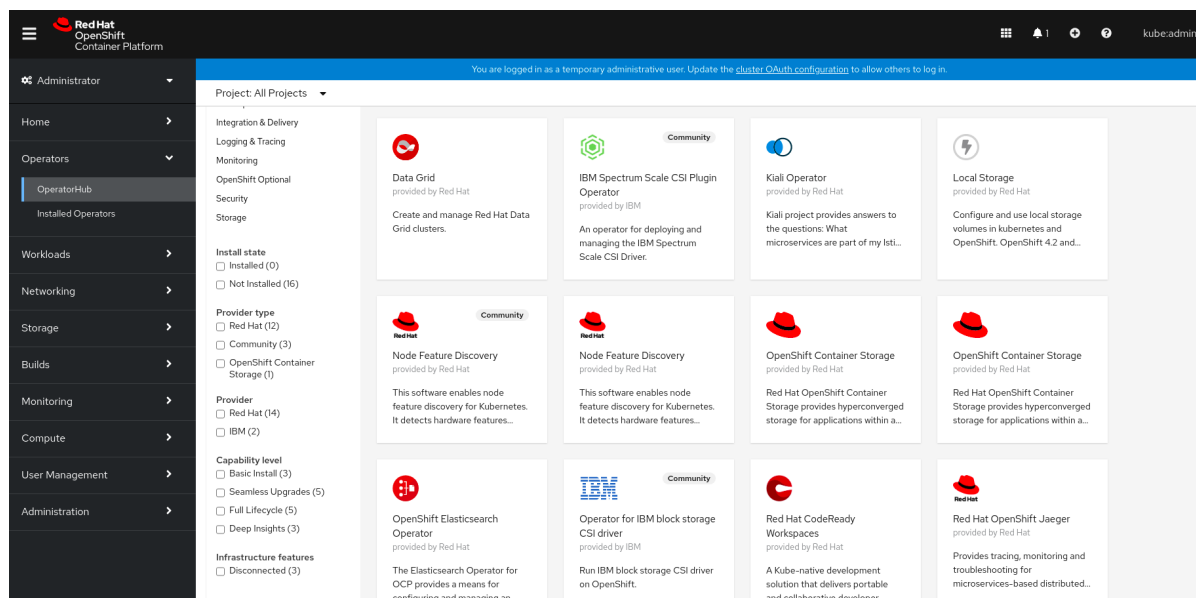 Red Hat
OpenShift
Container Platform
1
kube:admin
Administrator
Home
Operators
OperatorHub
Installed Operators
Workloads
Networking
Storage
Builds
Monitoring
Compute
User Management
Administration
You are logged in as a temporary administrative user. Update the cluster OAuth configuration to allow others to log in.
Project: All Projects
Integration & Delivery
Logging & Tracing
Monitoring
OpenShift Optional
Security
Storage
Install state
Installed (0)
Not Installed (16)
Provider type
Red Hat (12)
Community (3)
OpenShift Container
Storage (1)
Provider
Red Hat (14)
IBM (2)
Capability level
Basic Install (3)
Seamless Upgrades (5)
Full Lifecycle (5)
Deep Insights (3)
Infrastructure features
Disconnected (3)
Data Grid
provided by Red Hat
Create and manage Red Hat Data
Grid clusters.
Community
IBM Spectrum Scale CSI Plugin
Operator
provided by IBM
An operator for deploying and
managing the IBM Spectrum
Scale CSI Driver.
Kiali Operator
provided by Red Hat
Kiali project provides answers to
the questions: What
microservices are part of my Isti...
Local Storage
provided by Red Hat
Configure and use local storage
volumes in kubernetes and
OpenShift. OpenShift 4.2 and...
Red Hat
Community
Node Feature Discovery
provided by Red Hat
This software enables node
feature discovery for Kubernetes.
It detects hardware features...
Red Hat
Node Feature Discovery
provided by Red Hat
This software enables node
feature discovery for Kubernetes.
It detects hardware features...
OpenShift Container Storage
provided by Red Hat
Red Hat OpenShift Container
Storage provides hyperconverged
storage for applications within a...
OpenShift Container Storage
provided by Red Hat
Red Hat OpenShift Container
Storage provides hyperconverged
storage for applications within a...
OpenShift Elasticsearch
Operator
provided by Red Hat
The Elasticsearch Operator for
OCP provides a means for
configuring and managing an
IBM
Community
Operator for IBM block storage
CSI driver
provided by IBM
Run IBM block storage CSI driver
on OpenShift.
Red Hat CodeReady
Workspaces
provided by Red Hat
A Kube-native development
solution that delivers portable
and collaborative developer
Red Hat
Red Hat OpenShift Jaeger
provided by Red Hat
Provides tracing, monitoring and
troubleshooting for
microservices-based distributed...